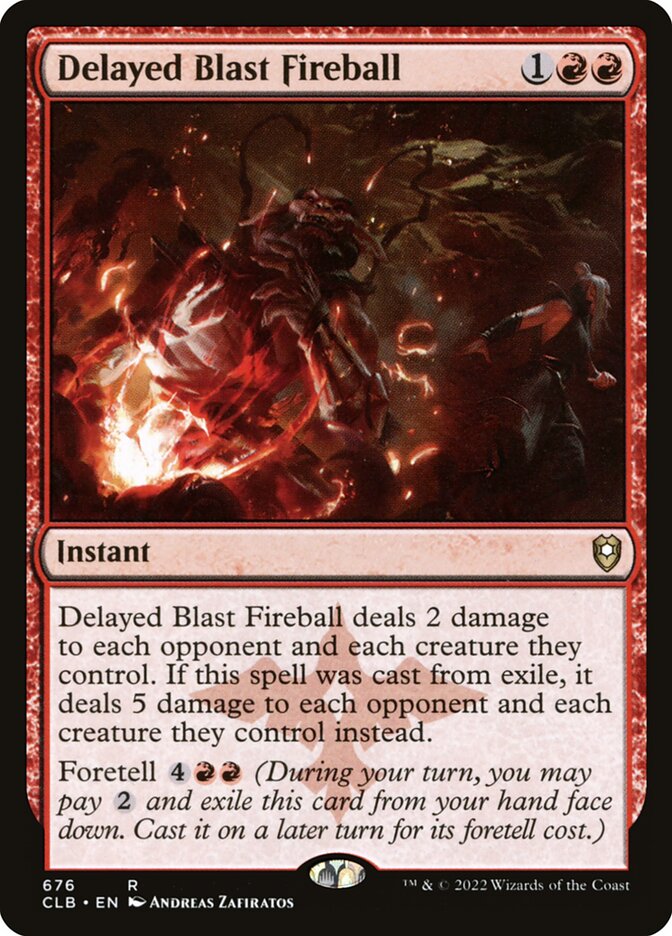 Delayed Blast Fireball 1
Instant
Delayed Blast Fireball deals 2 damage
to each opponent and each creature they
control. If this spell was cast from exile, it
deals 5 damage to each opponent and each
creature they control instead.
Foretell 4 (During your turn, you may
pay 2 and exile this card from your hand face
down. Cast it on a later turn for its foretell cost.)
676 R ™ & © 2022 Wizards of the Coast
CLB • EN Andreas Zafiratos